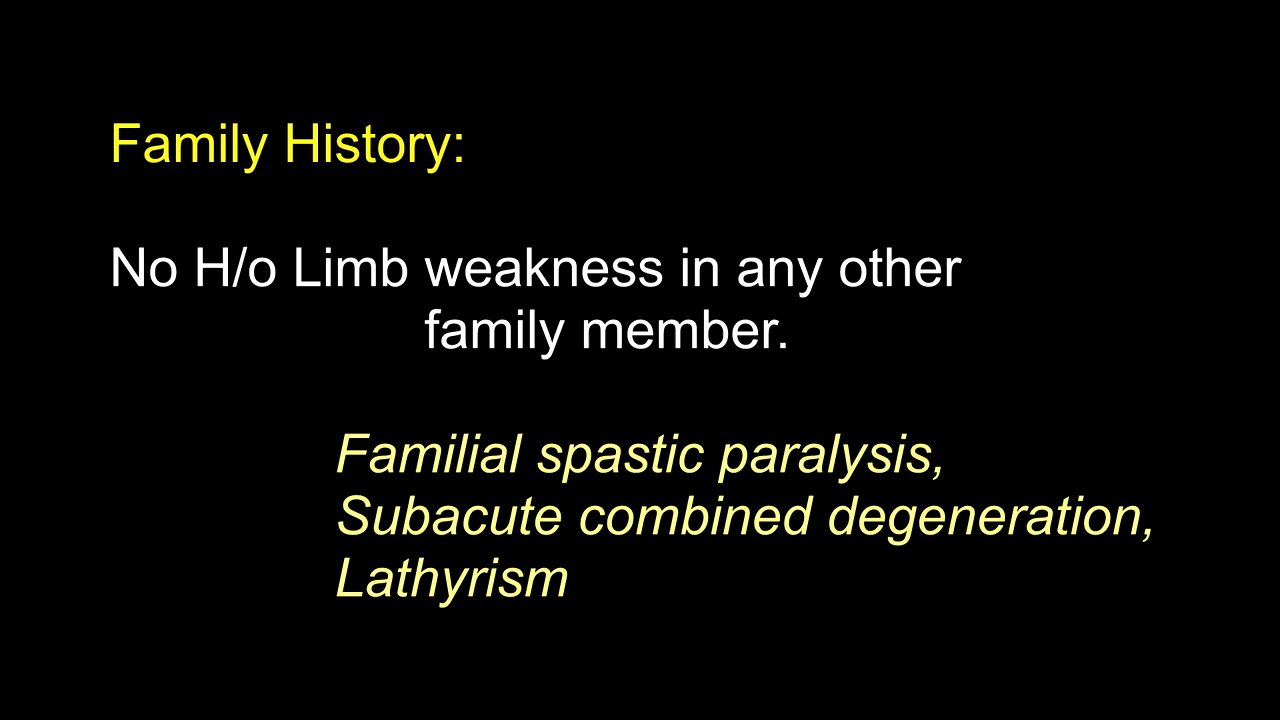 Family History:
No H/o Limb weakness in any other
family member.
Familial spastic paralysis,
Subacute combined degeneration,
Lathyrism